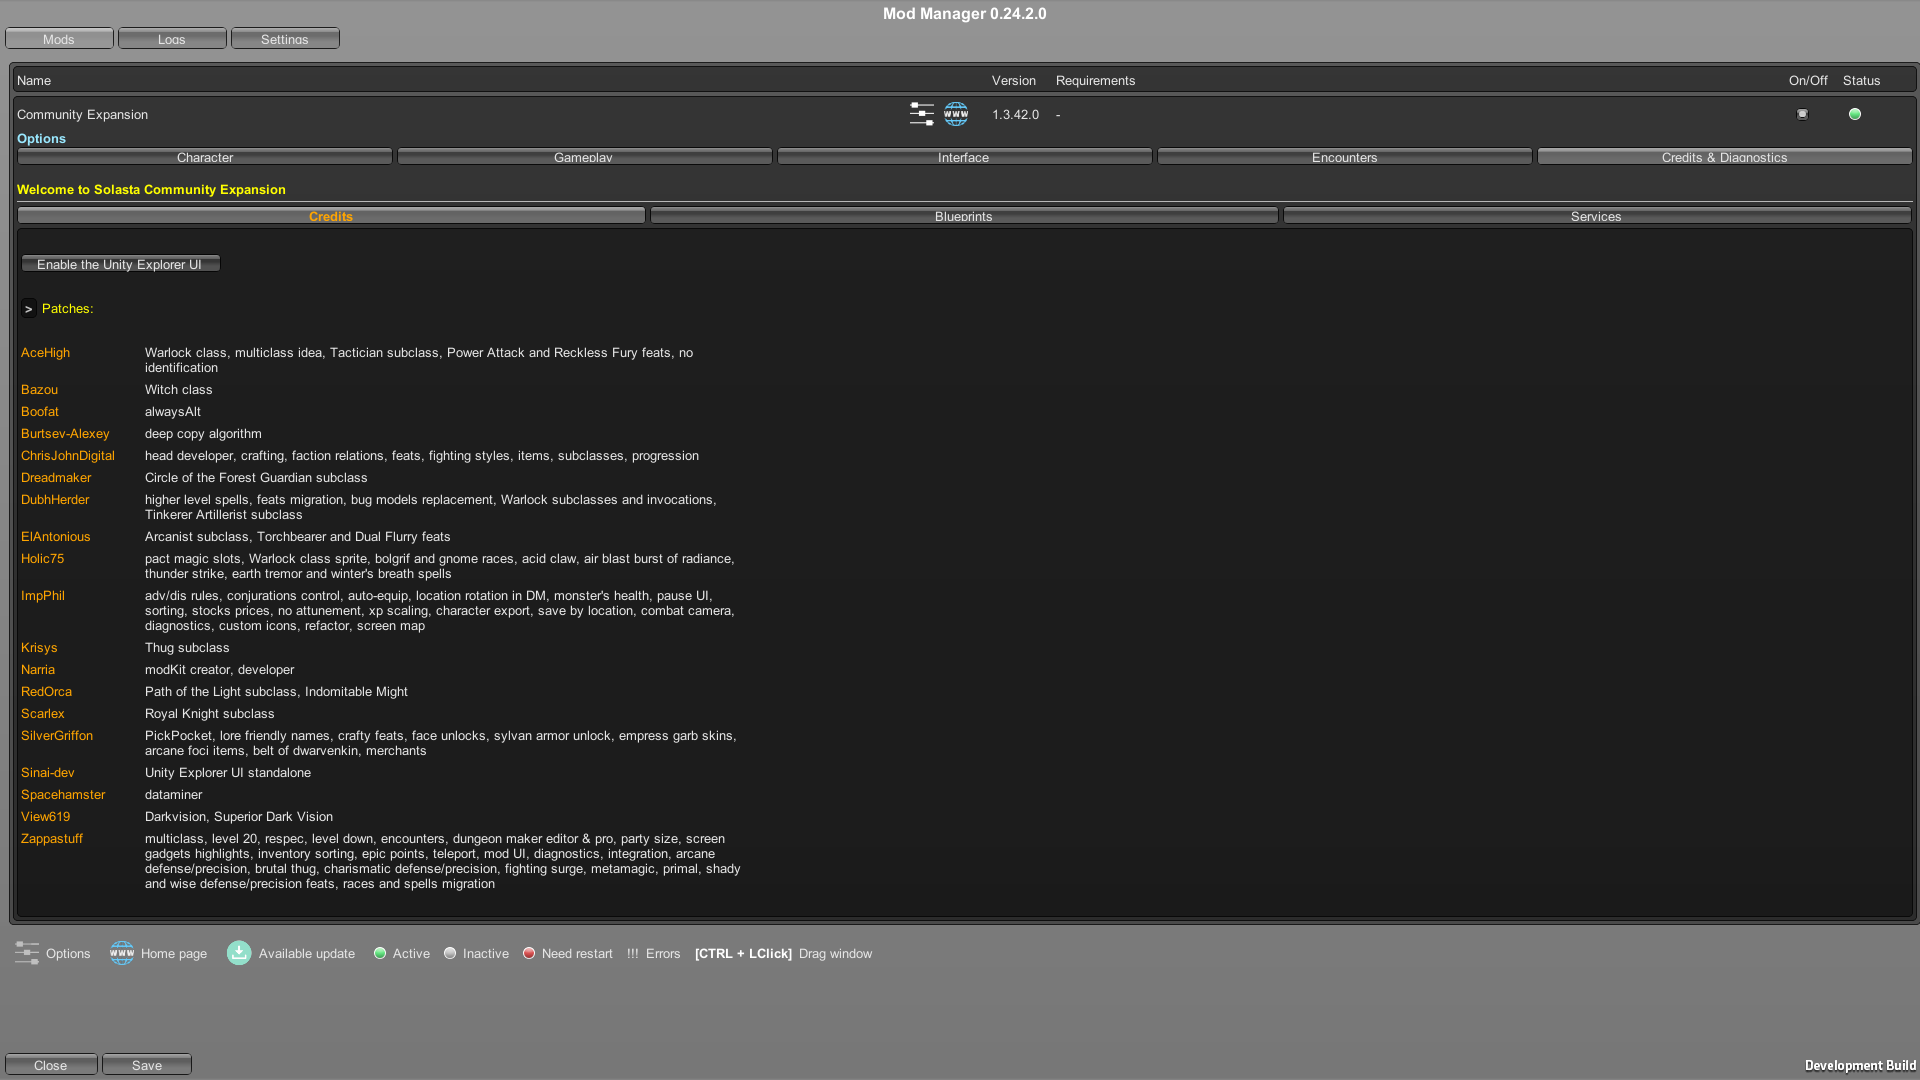 Mod Manager 0.24.2.0
Mods Logs Settings
Name Version Requirements On/Off Status
Community Expansion www 1.3.42.0 -
Options
Character Gameplay Interface Encounters Credits & Diagnostics
Welcome to Solasta Community Expansion
Credits Blueprints Services
Enable the Unity Explorer UI
> Patches:
AceHigh Warlock class, multiclass idea, Tactician subclass, Power Attack and Reckless Fury feats, no
identification
Bazou Witch class
Boofat alwaysAlt
Burtsev-Alexey deep copy algorithm
ChrisJohnDigital head developer, crafting, faction relations, feats, fighting styles, items, subclasses, progression
Dreadmaker Circle of the Forest Guardian subclass
DubhHerder higher level spells, feats migration, bug models replacement, Warlock subclasses and invocations,
Tinkerer Artillerist subclass
ElAntonious Arcanist subclass, Torchbearer and Dual Flurry feats
Holic75 pact magic slots, Warlock class sprite, bolgrif and gnome races, acid claw, air blast burst of radiance,
thunder strike, earth tremor and winter's breath spells
ImpPhil adv/dis rules, conjurations control, auto-equip, location rotation in DM, monster's health, pause UI,
sorting, stocks prices, no attunement, xp scaling, character export, save by location, combat camera,
diagnostics, custom icons, refactor, screen map
Krisys Thug subclass
Narria modKit creator, developer
RedOrca Path of the Light subclass, Indomitable Might
Scarlex Royal Knight subclass
SilverGriffon PickPocket, lore friendly names, crafty feats, face unlocks, sylvan armor unlock, empress garb skins,
arcane foci items, belt of dwarvenkin, merchants
Sinai-dev Unity Explorer UI standalone
Spacehamster dataminer
View619 Darkvision, Superior Dark Vision
Zappastuff multiclass, level 20, respec, level down, encounters, dungeon maker editor & pro, party size, screen
gadgets highlights, inventory sorting, epic points, teleport, mod UI, diagnostics, integration, arcane
defense/precision, brutal thug, charismatic defense/precision, fighting surge, metamagic, primal, shady
and wise defense/precision feats, races and spells migration
Options www Home page Available update Active Inactive Need restart !!! Errors [CTRL + LClick] Drag window
Close Save
Development Build